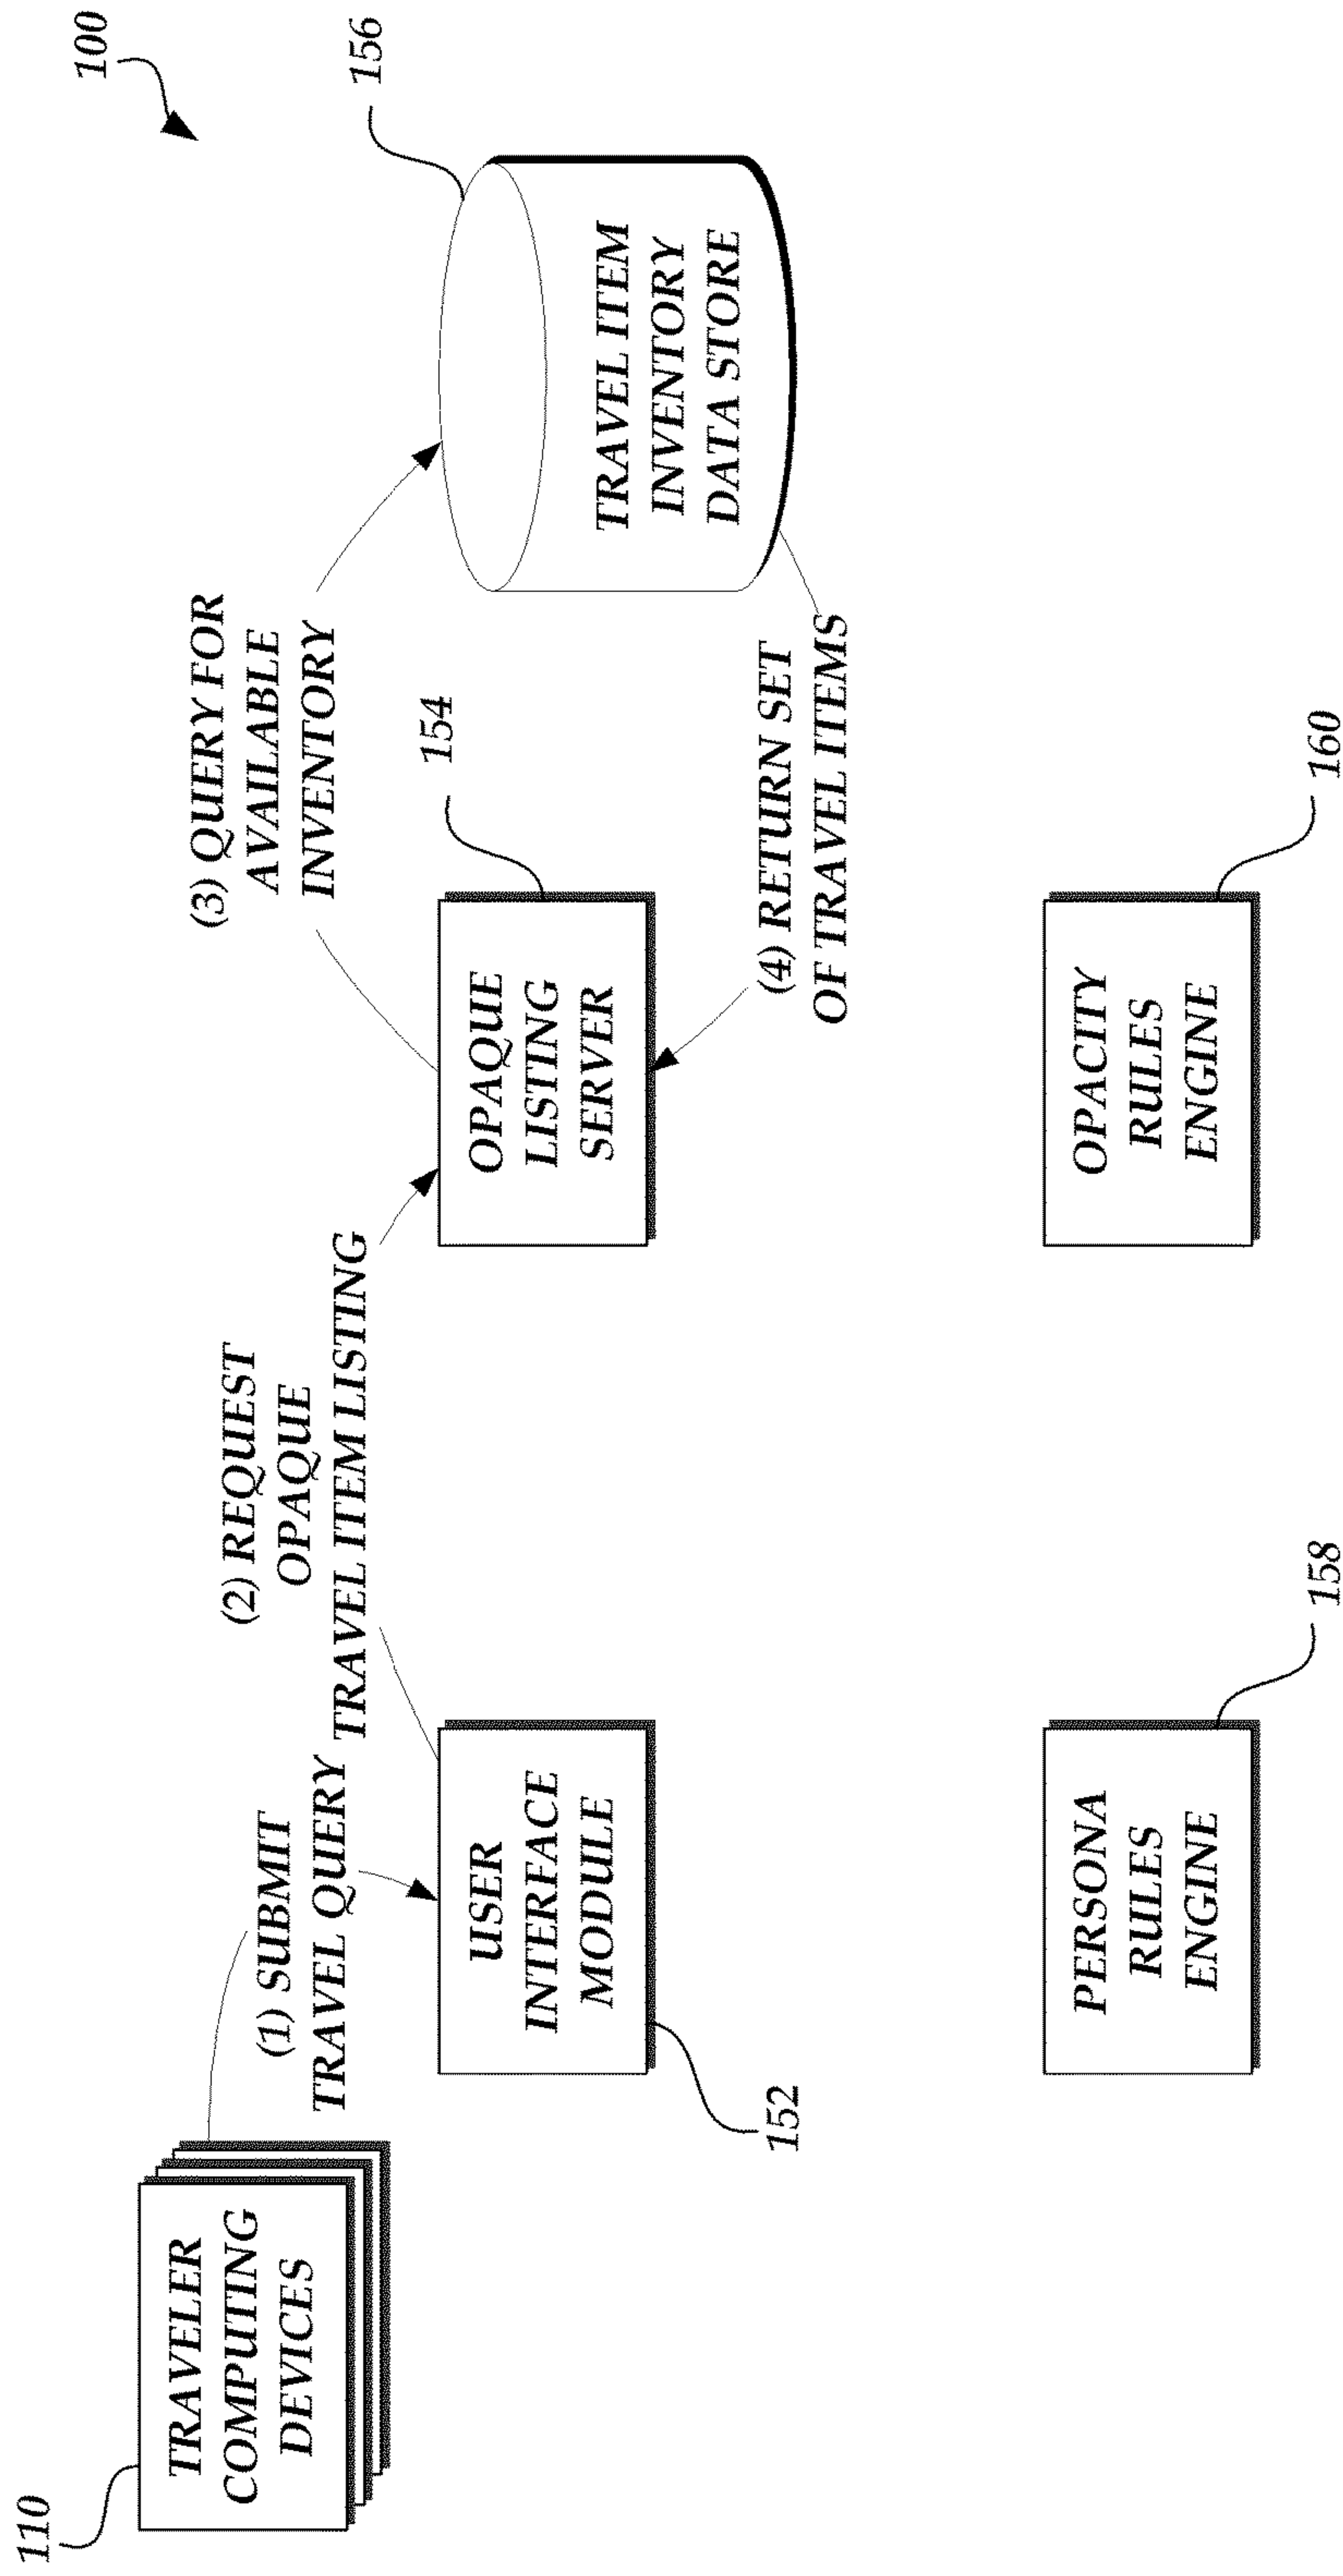 100
110
TRAVELER
COMPUTING
DEVICES
(1) SUBMIT
TRAVEL QUERY
(2) REQUEST
OPAQUE
TRAVEL ITEM LISTING
(3) QUERY FOR
AVAILABLE
INVENTORY
156
USER
INTERFACE
MODULE
152
OPAQUE
LISTING
SERVER
154
TRAVEL ITEM
INVENTORY
DATA STORE
(4) RETURN SET
OF TRAVEL ITEMS
PERSONA
RULES
ENGINE
158
OPACITY
RULES
ENGINE
160